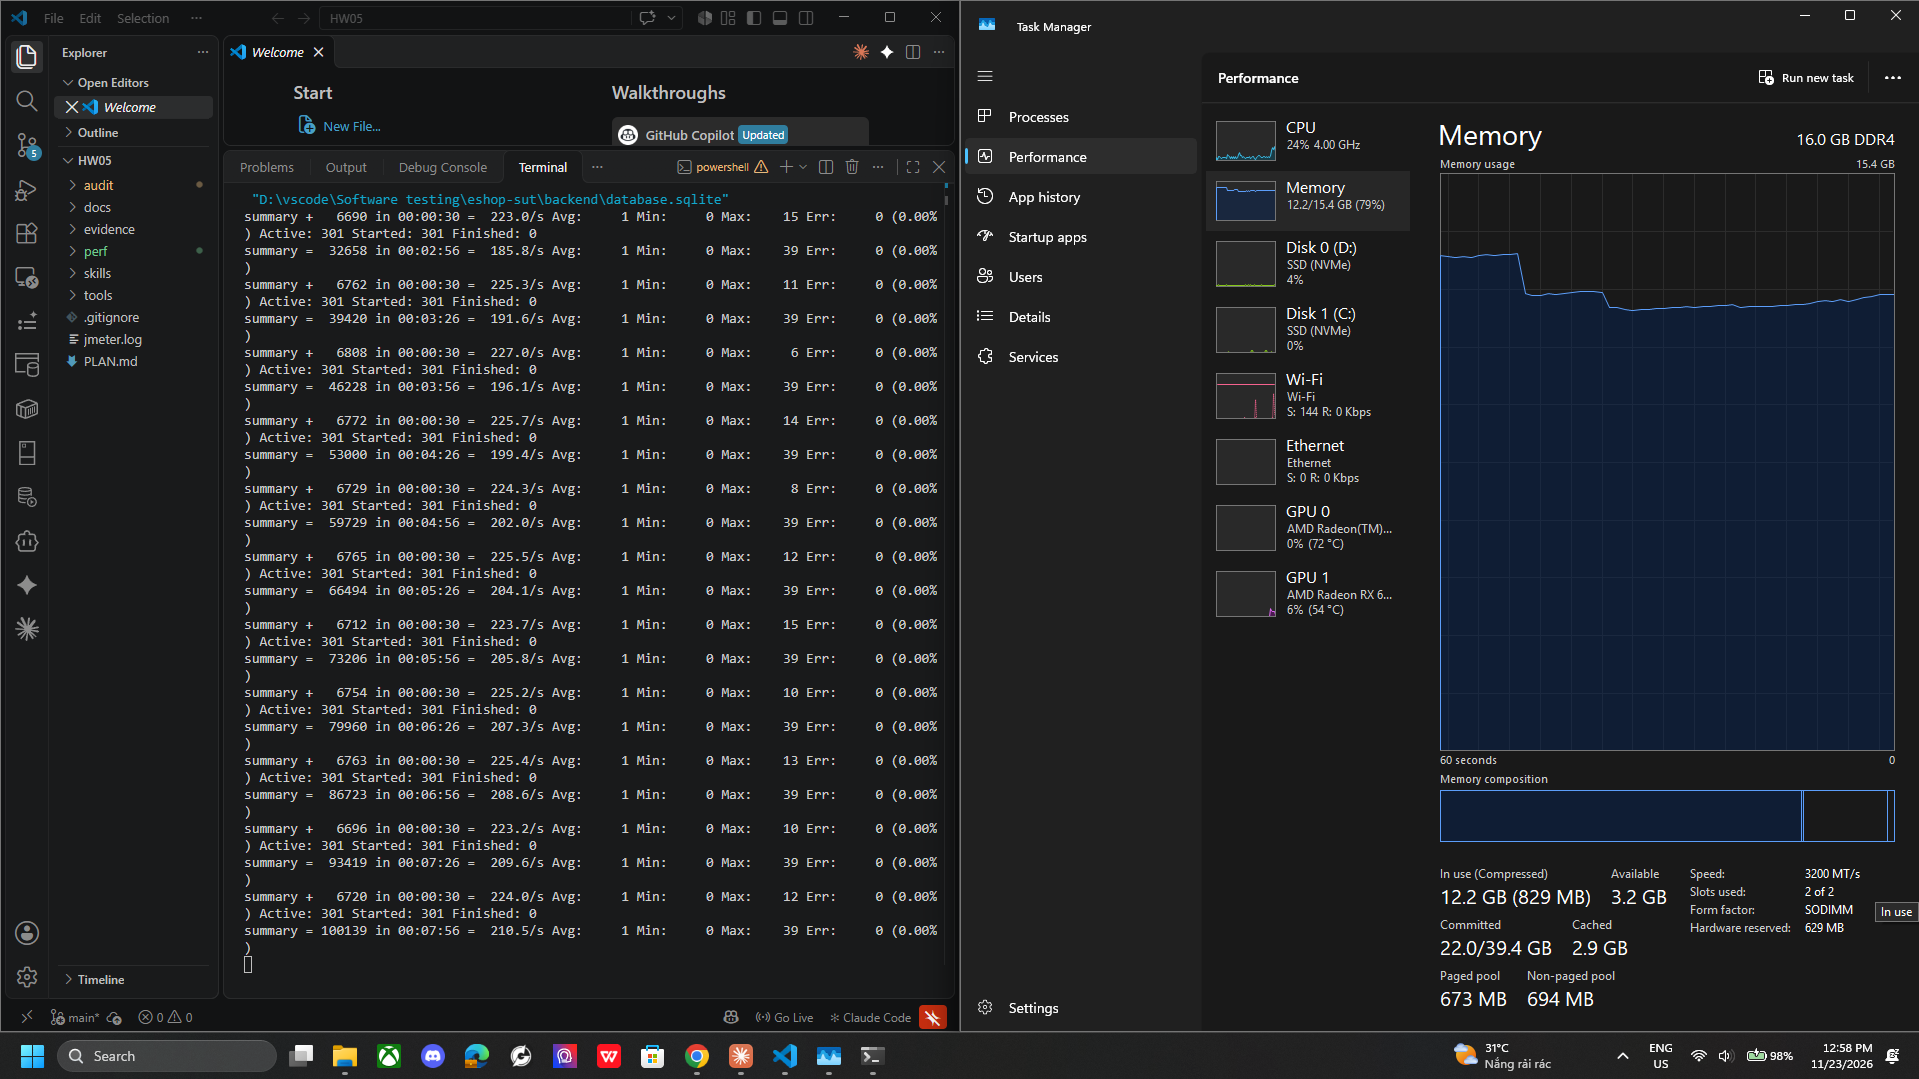 File Edit Selection ···
HW05
Explorer ···
Open Editors
Welcome
Outline
HW05
audit
docs
evidence
perf
skills
tools
.gitignore
jmeter.log
PLAN.md
Timeline
5
Welcome
Start
New File...
Walkthroughs
GitHub Copilot Updated
Problems Output Debug Console Terminal ··· powershell
"D:\vscode\Software testing\eshop-sut\backend\database.sqlite"
summary +   6690 in 00:00:30 =  223.0/s Avg:     1 Min:     0 Max:    15 Err:     0 (0.00%
) Active: 301 Started: 301 Finished: 0
summary =  32658 in 00:02:56 =  185.8/s Avg:     1 Min:     0 Max:    39 Err:     0 (0.00%
)
summary +   6762 in 00:00:30 =  225.3/s Avg:     1 Min:     0 Max:    11 Err:     0 (0.00%
) Active: 301 Started: 301 Finished: 0
summary =  39420 in 00:03:26 =  191.6/s Avg:     1 Min:     0 Max:    39 Err:     0 (0.00%
)
summary +   6808 in 00:00:30 =  227.0/s Avg:     1 Min:     0 Max:     6 Err:     0 (0.00%
) Active: 301 Started: 301 Finished: 0
summary =  46228 in 00:03:56 =  196.1/s Avg:     1 Min:     0 Max:    39 Err:     0 (0.00%
)
summary +   6772 in 00:00:30 =  225.7/s Avg:     1 Min:     0 Max:    14 Err:     0 (0.00%
) Active: 301 Started: 301 Finished: 0
summary =  53000 in 00:04:26 =  199.4/s Avg:     1 Min:     0 Max:    39 Err:     0 (0.00%
)
summary +   6729 in 00:00:30 =  224.3/s Avg:     1 Min:     0 Max:     8 Err:     0 (0.00%
) Active: 301 Started: 301 Finished: 0
summary =  59729 in 00:04:56 =  202.0/s Avg:     1 Min:     0 Max:    39 Err:     0 (0.00%
)
summary +   6765 in 00:00:30 =  225.5/s Avg:     1 Min:     0 Max:    12 Err:     0 (0.00%
) Active: 301 Started: 301 Finished: 0
summary =  66494 in 00:05:26 =  204.1/s Avg:     1 Min:     0 Max:    39 Err:     0 (0.00%
)
summary +   6712 in 00:00:30 =  223.7/s Avg:     1 Min:     0 Max:    15 Err:     0 (0.00%
) Active: 301 Started: 301 Finished: 0
summary =  73206 in 00:05:56 =  205.8/s Avg:     1 Min:     0 Max:    39 Err:     0 (0.00%
)
summary +   6754 in 00:00:30 =  225.2/s Avg:     1 Min:     0 Max:    10 Err:     0 (0.00%
) Active: 301 Started: 301 Finished: 0
summary =  79960 in 00:06:26 =  207.3/s Avg:     1 Min:     0 Max:    39 Err:     0 (0.00%
)
summary +   6763 in 00:00:30 =  225.4/s Avg:     1 Min:     0 Max:    13 Err:     0 (0.00%
) Active: 301 Started: 301 Finished: 0
summary =  86723 in 00:06:56 =  208.6/s Avg:     1 Min:     0 Max:    39 Err:     0 (0.00%
)
summary +   6696 in 00:00:30 =  223.2/s Avg:     1 Min:     0 Max:    10 Err:     0 (0.00%
) Active: 301 Started: 301 Finished: 0
summary =  93419 in 00:07:26 =  209.6/s Avg:     1 Min:     0 Max:    39 Err:     0 (0.00%
)
summary +   6720 in 00:00:30 =  224.0/s Avg:     1 Min:     0 Max:    12 Err:     0 (0.00%
) Active: 301 Started: 301 Finished: 0
summary = 100139 in 00:07:56 =  210.5/s Avg:     1 Min:     0 Max:    39 Err:     0 (0.00%
)
main* 0 0 Go Live Claude Code
Task Manager
Processes
Performance
App history
Startup apps
Users
Details
Services
Settings
Performance
Run new task
CPU
24% 4.00 GHz
Memory
12.2/15.4 GB (79%)
Disk 0 (D:)
SSD (NVMe)
4%
Disk 1 (C:)
SSD (NVMe)
0%
Wi-Fi
Wi-Fi
S: 144 R: 0 Kbps
Ethernet
Ethernet
S: 0 R: 0 Kbps
GPU 0
AMD Radeon(TM)...
0% (72 °C)
GPU 1
AMD Radeon RX 6...
6% (54 °C)
Memory 16.0 GB DDR4
Memory usage 15.4 GB
60 seconds 0
Memory composition
In use (Compressed) Available
12.2 GB (829 MB) 3.2 GB
Committed Cached
22.0/39.4 GB 2.9 GB
Paged pool Non-paged pool
673 MB 694 MB
Speed: 3200 MT/s
Slots used: 2 of 2
Form factor: SODIMM
Hardware reserved: 629 MB
In use
Search
31°C
Nắng rải rác
ENG
US
98%
12:58 PM
11/23/2026